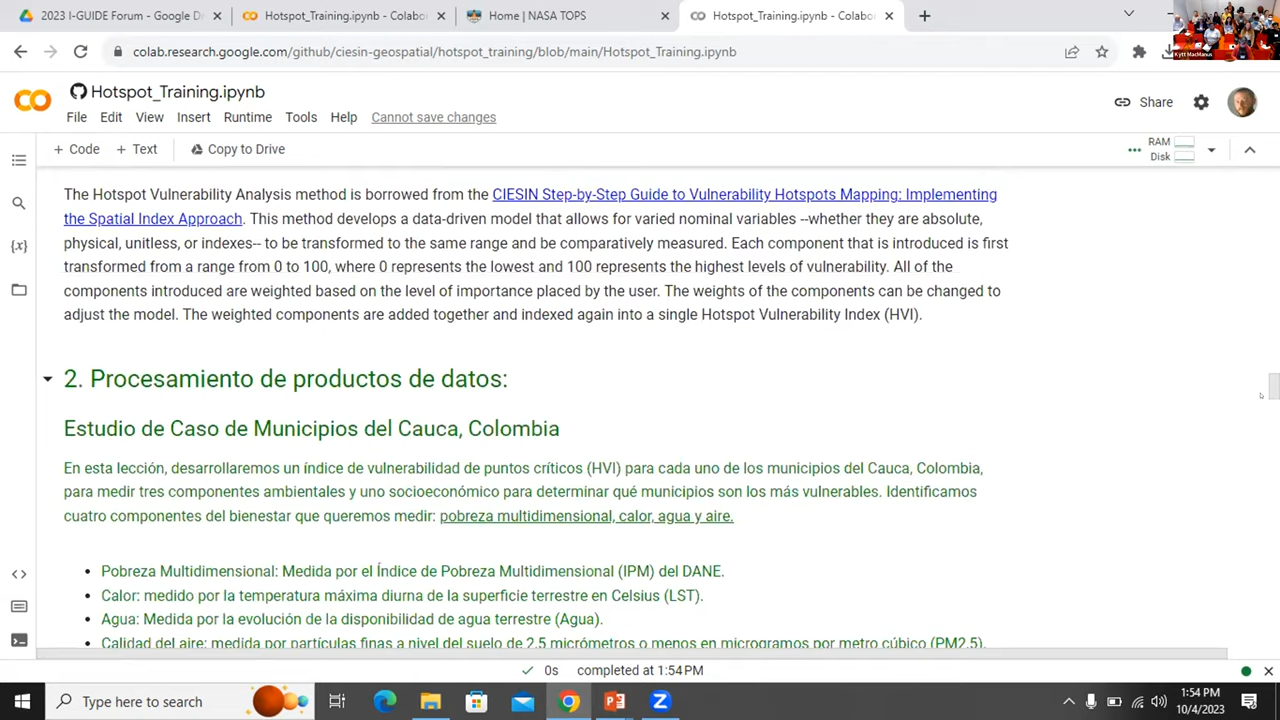 2023 I-GUIDE Forum - Google D
Hotspot_Training.ipynb - Colabor
Home | NASA TOPS
Hotspot_Training.ipynb - Colabo
colab.research.google.com/github/ciesin-geospatial/hotspot_training/blob/main/Hotspot_Training.ipynb
Kytt MacManus
Hotspot_Training.ipynb
Share
File Edit View Insert Runtime Tools Help Cannot save changes
+ Code + Text Copy to Drive
RAM
Disk
The Hotspot Vulnerability Analysis method is borrowed from the CIESIN Step-by-Step Guide to Vulnerability Hotspots Mapping: Implementing
the Spatial Index Approach. This method develops a data-driven model that allows for varied nominal variables --whether they are absolute,
physical, unitless, or indexes-- to be transformed to the same range and be comparatively measured. Each component that is introduced is first
transformed from a range from 0 to 100, where 0 represents the lowest and 100 represents the highest levels of vulnerability. All of the
components introduced are weighted based on the level of importance placed by the user. The weights of the components can be changed to
adjust the model. The weighted components are added together and indexed again into a single Hotspot Vulnerability Index (HVI).
2. Procesamiento de productos de datos:
Estudio de Caso de Municipios del Cauca, Colombia
En esta lección, desarrollaremos un índice de vulnerabilidad de puntos críticos (HVI) para cada uno de los municipios del Cauca, Colombia,
para medir tres componentes ambientales y uno socioeconómico para determinar qué municipios son los más vulnerables. Identificamos
cuatro componentes del bienestar que queremos medir: pobreza multidimensional, calor, agua y aire.
• Pobreza Multidimensional: Medida por el Índice de Pobreza Multidimensional (IPM) del DANE.
• Calor: medido por la temperatura máxima diurna de la superficie terrestre en Celsius (LST).
• Agua: Medida por la evolución de la disponibilidad de agua terrestre (Agua).
• Calidad del aire: medida por partículas finas a nivel del suelo de 2.5 micrómetros o menos en microgramos por metro cúbico (PM2.5).
0s completed at 1:54 PM
Type here to search
1:54 PM
10/4/2023